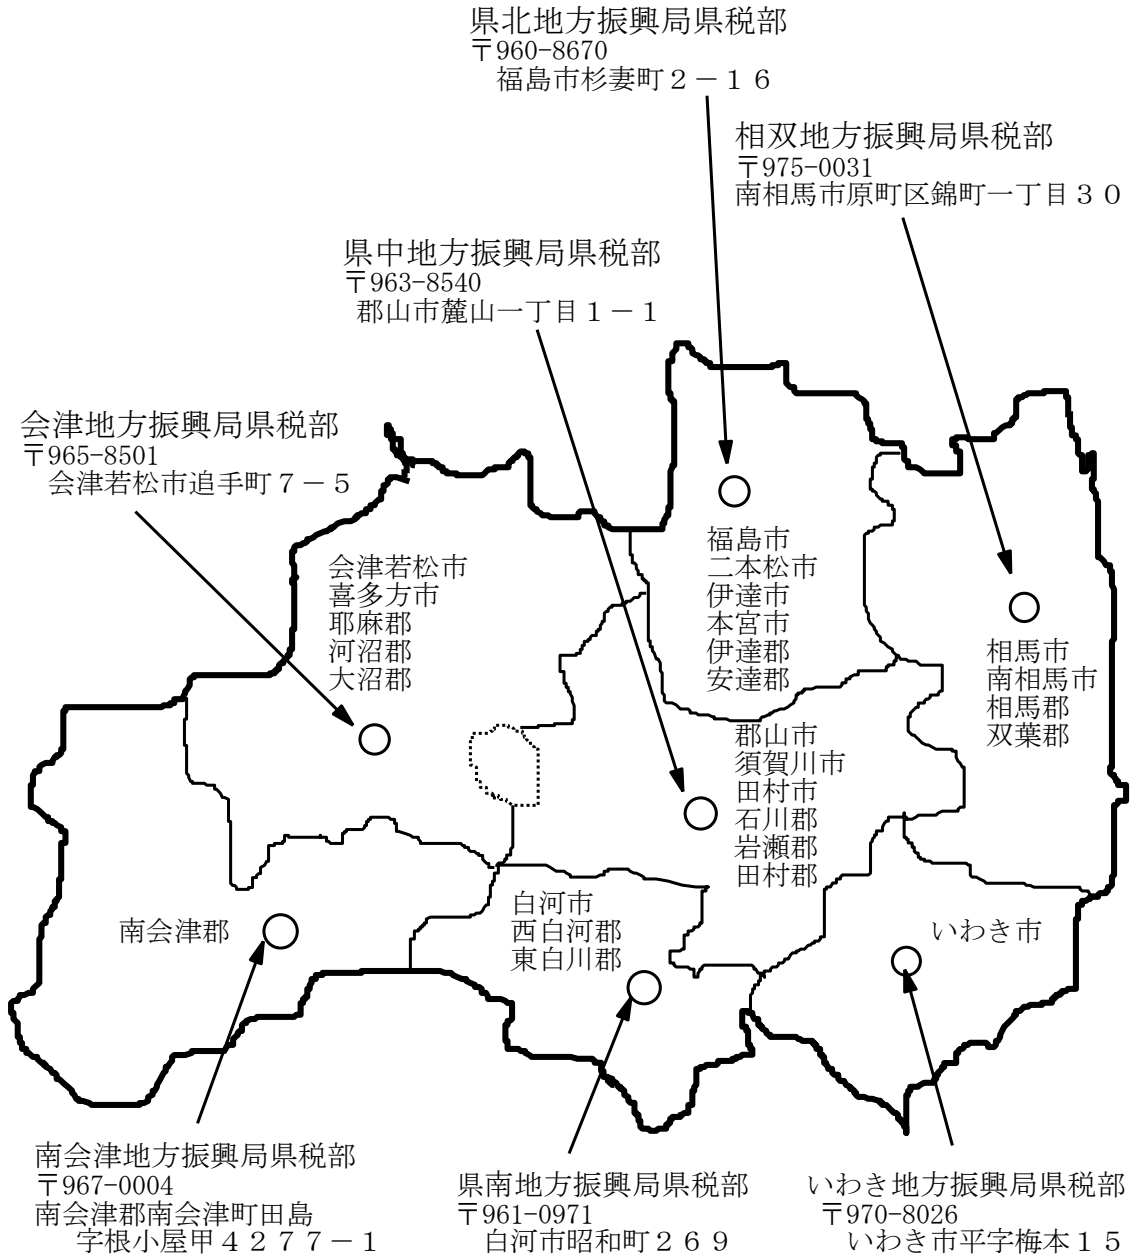 県北地方振興局県税部
〒960-8670
福島市杉妻町２－１６
相双地方振興局県税部
〒975-0031
南相馬市原町区錦町一丁目３０
県中地方振興局県税部
〒963-8540
郡山市麓山一丁目１－１
会津地方振興局県税部
〒965-8501
会津若松市追手町７－５
会津若松市
喜多方市
耶麻郡
河沼郡
大沼郡
福島市
二本松市
伊達市
本宮市
伊達郡
安達郡
相馬市
南相馬市
相馬郡
双葉郡
郡山市
須賀川市
田村市
石川郡
岩瀬郡
田村郡
南会津郡
白河市
西白河郡
東白川郡
いわき市
南会津地方振興局県税部
〒967-0004
南会津郡南会津町田島
字根小屋甲４２７７－１
県南地方振興局県税部
〒961-0971
白河市昭和町２６９
いわき地方振興局県税部
〒970-8026
いわき市平字梅本１５